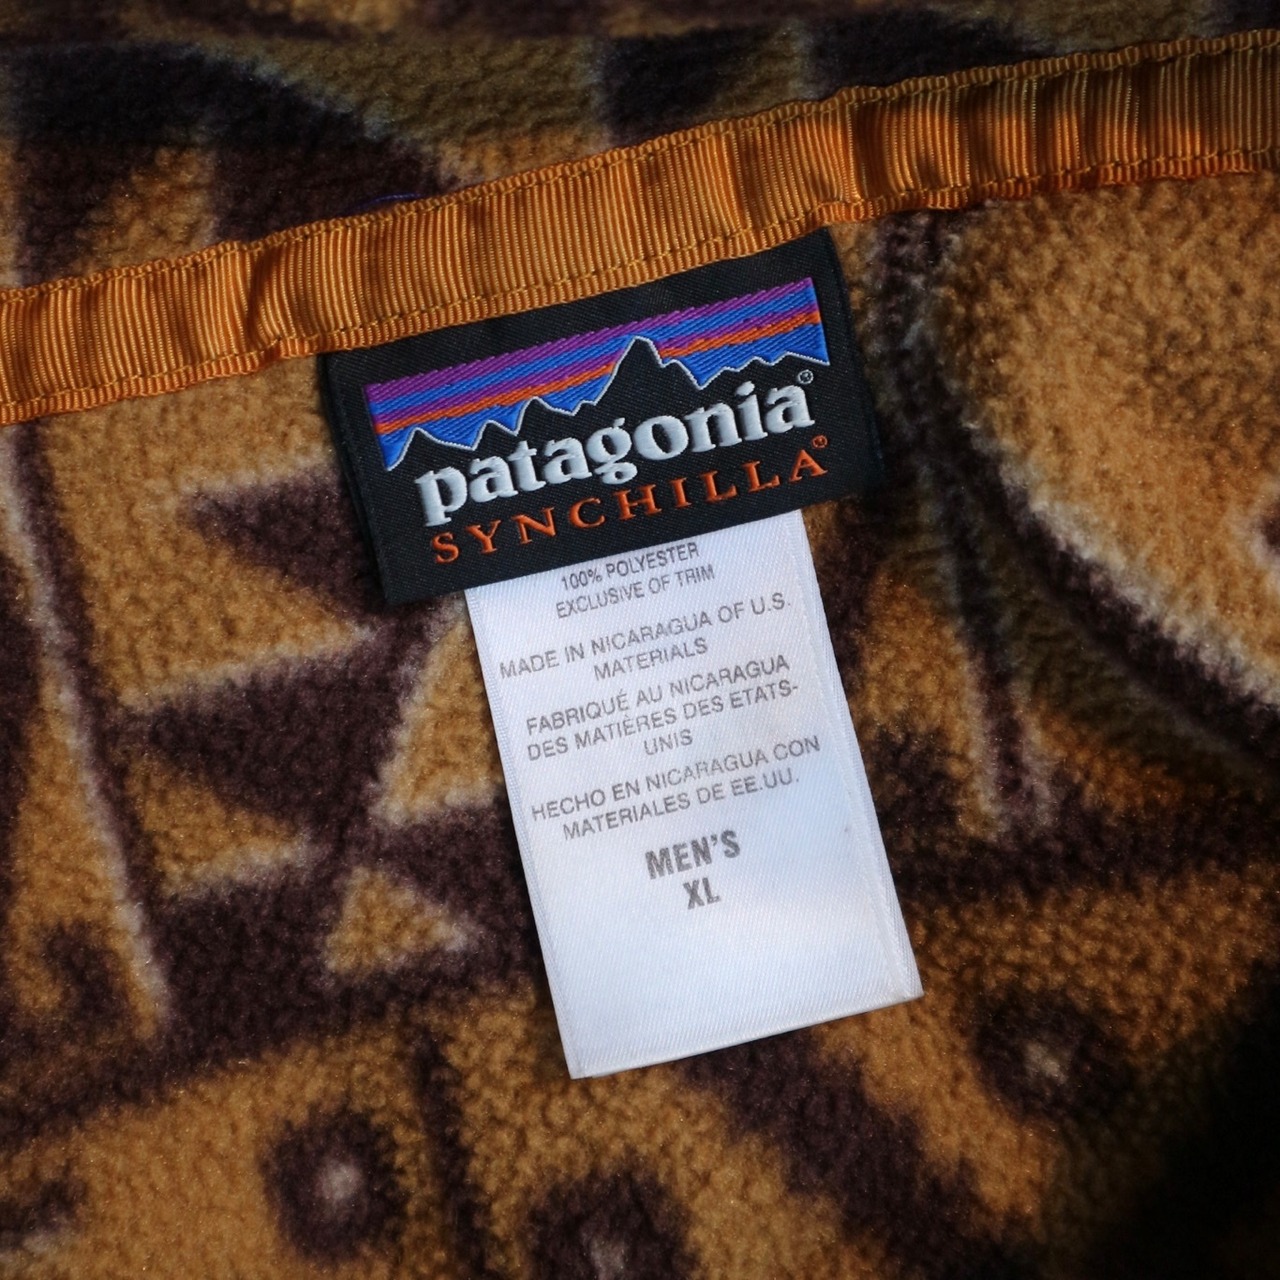 patagonia®
SYNCHILLA®
100% POLYESTER
EXCLUSIVE OF TRIM
MADE IN NICARAGUA OF U.S.
MATERIALS
FABRIQUÉ AU NICARAGUA
DES MATIÈRES DES ETATS-
UNIS
HECHO EN NICARAGUA CON
MATERIALES DE EE.UU.
MEN'S
XL